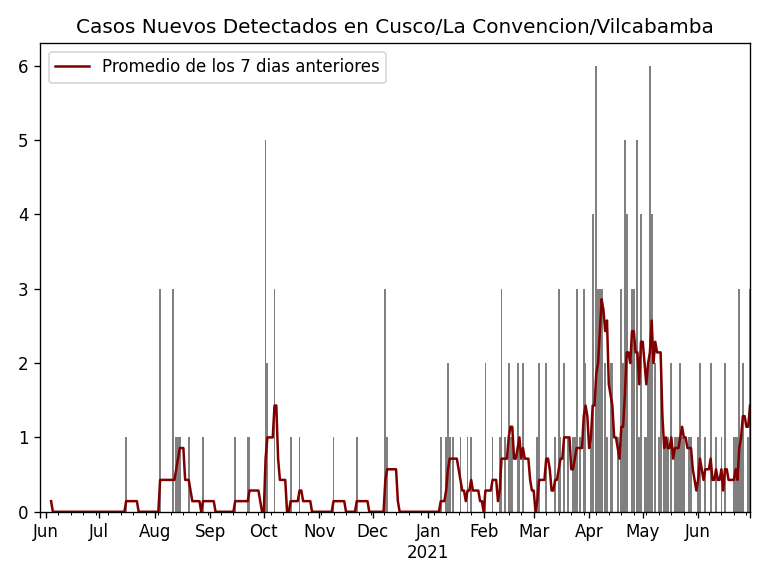 Casos Nuevos Detectados en Cusco/La Convencion/Vilcabamba
Promedio de los 7 dias anteriores
6
5
4
3
2
1
0
Jun Jul Aug Sep Oct Nov Dec Jan Feb Mar Apr May Jun
2021